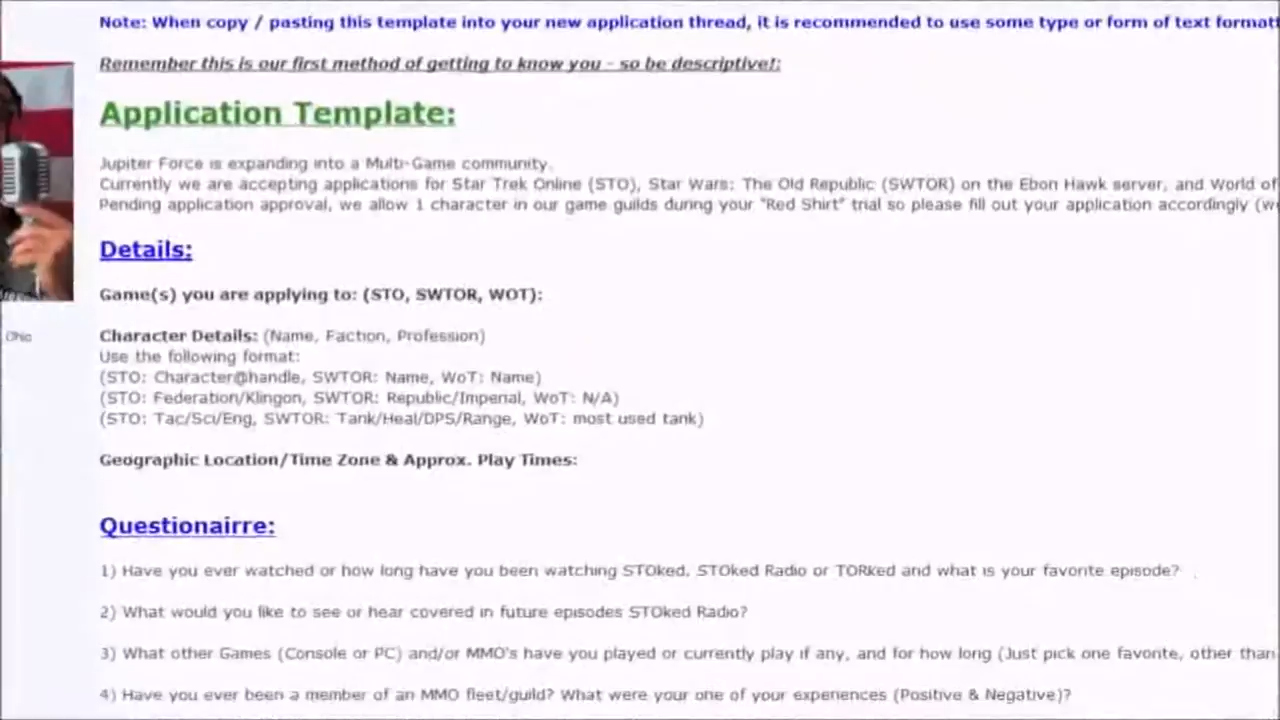 Note: When copy / pasting this template into your new application thread, it is recommended to use some type or form of text
Remember this is our first method of getting to know you - so be descriptive!:
Application Template:
Jupiter Force is expanding into a Multi-Game community.
Currently we are accepting applications for Star Trek Online (STO), Star Wars: The Old Republic (SWTOR) on the Ebon Hawk server, and World of
Pending application approval, we allow 1 character in our game guilds during your "Red Shirt" trial so please fill out your application accordingly
Details:
Game(s) you are applying to: (STO, SWTOR, WOT):
Ohio
Character Details: (Name, Faction, Profession)
Use the following format:
(STO: Character@handle, SWTOR: Name, WoT: Name)
(STO: Federation/Klingon, SWTOR: Republic/Imperial, WoT: N/A)
(STO: Tac/Sci/Eng, SWTOR: Tank/Heal/DPS/Range, WoT: most used tank)
Geographic Location/Time Zone & Approx. Play Times:
Questionairre:
1) Have you ever watched or how long have you been watching STOked, STOked Radio or TORked and what is your favorite episode?
2) What would you like to see or hear covered in future episodes STOked Radio?
3) What other Games (Console or PC) and/or MMO's have you played or currently play if any, and for how long (Just pick one favorite, other than
4) Have you ever been a member of an MMO fleet/guild? What were your one of your experiences (Positive & Negative)?